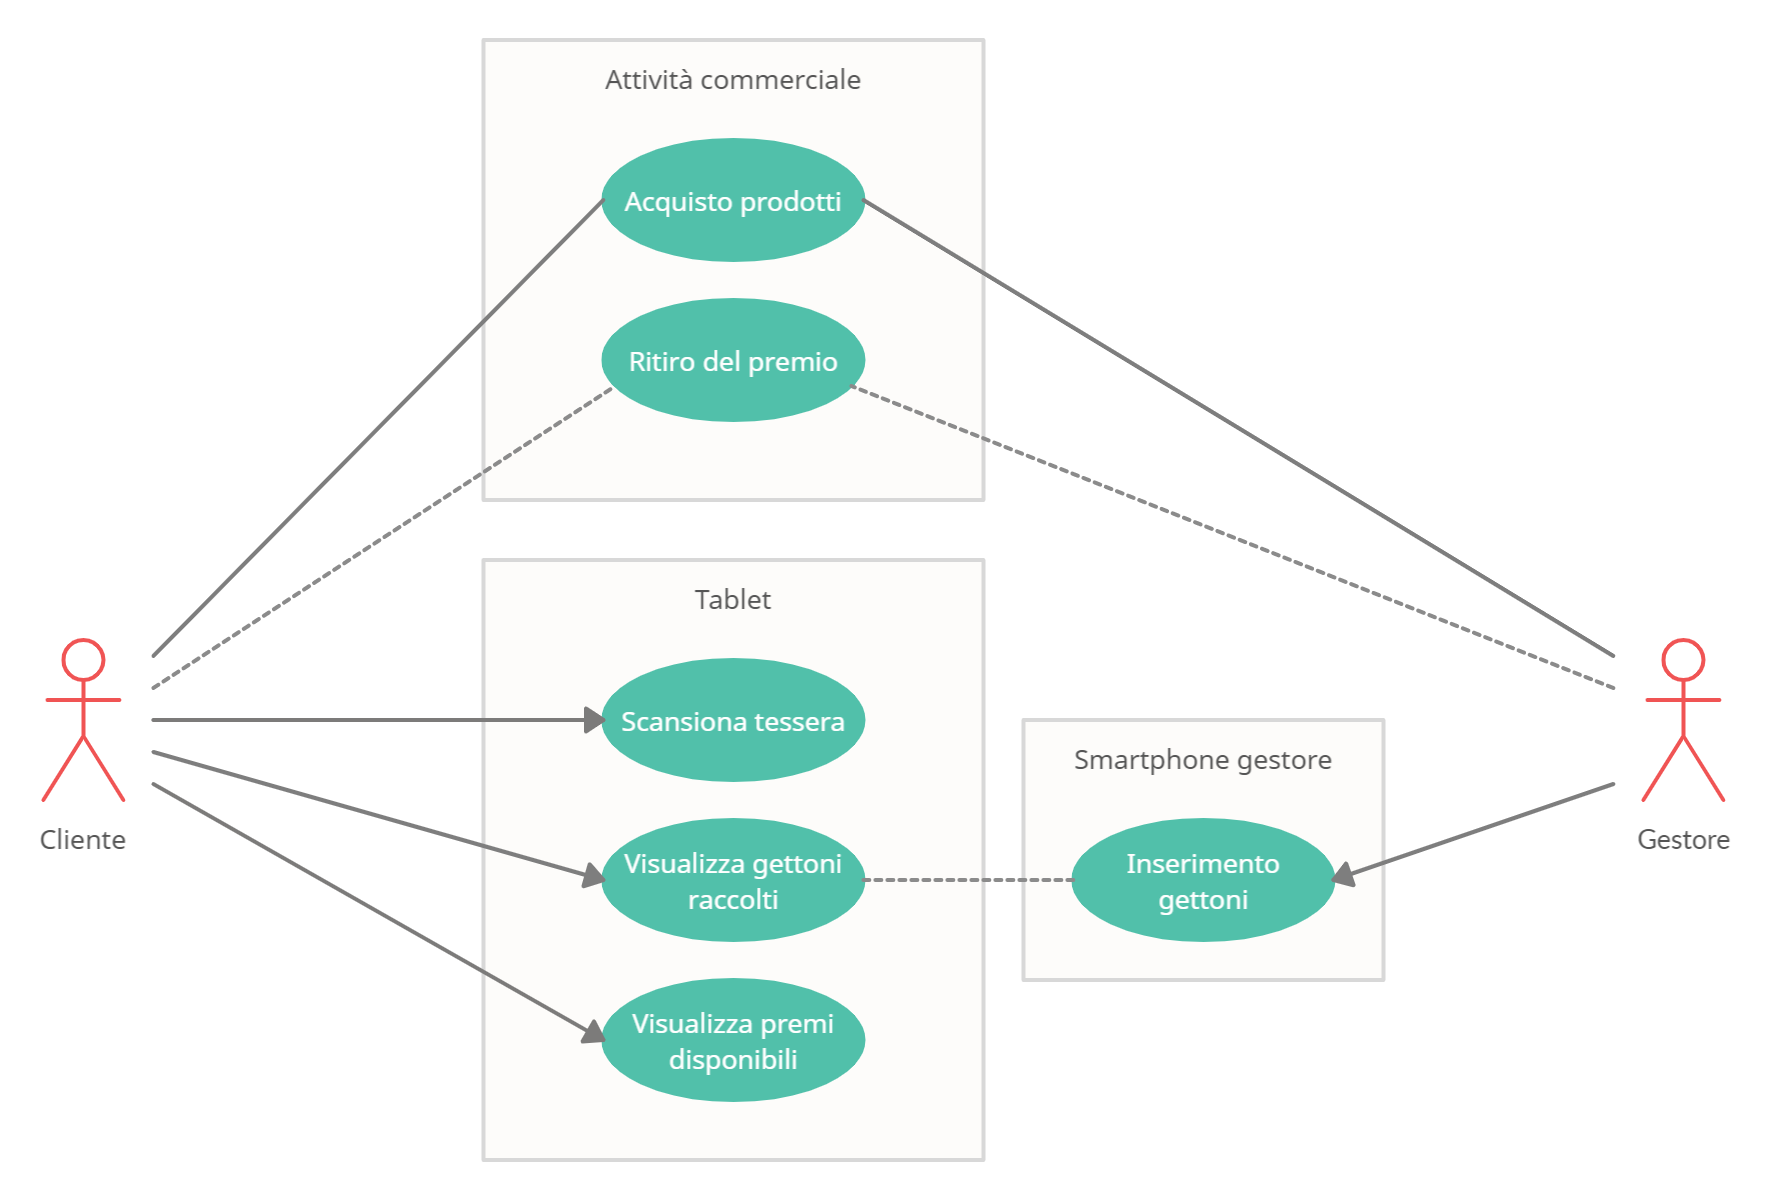 Attività commerciale
Acquisto prodotti
Ritiro del premio
Tablet
Scansiona tessera
Smartphone gestore
Cliente
Gestore
Visualizza gettoni
raccolti
Inserimento
gettoni
Visualizza premi
disponibili